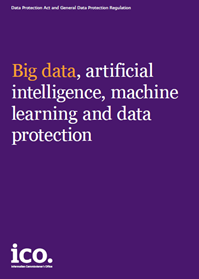 Data Protection Act and General Data Protection Regulation
Big data, artificial
intelligence, machine
learning and data
protection
ico.
Information Commissioner's Office